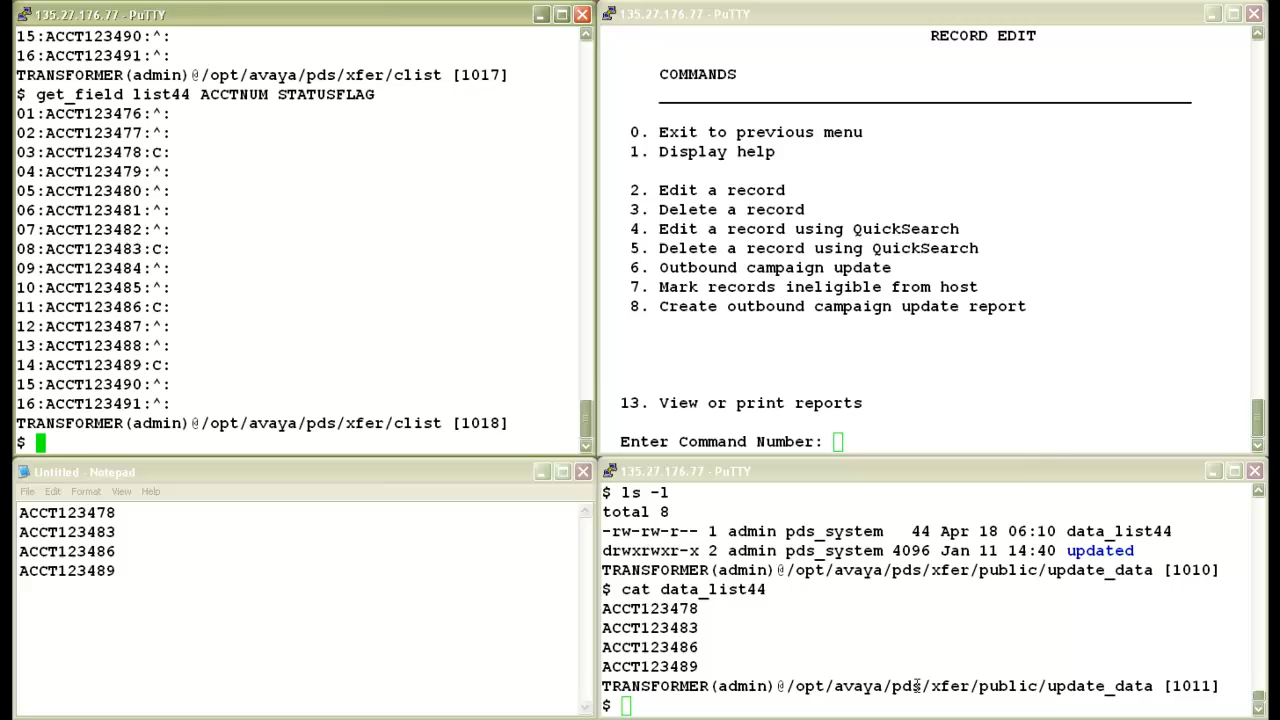 135.27.176.77 - PuTTY
15:ACCT123490:^:
16:ACCT123491:^:
TRANSFORMER(admin)@/opt/avaya/pds/xfer/clist [1017]
$ get_field list44 ACCTNUM STATUSFLAG
01:ACCT123476:^:
02:ACCT123477:^:
03:ACCT123478:C:
04:ACCT123479:^:
05:ACCT123480:^:
06:ACCT123481:^:
07:ACCT123482:^:
08:ACCT123483:C:
09:ACCT123484:^:
10:ACCT123485:^:
11:ACCT123486:C:
12:ACCT123487:^:
13:ACCT123488:^:
14:ACCT123489:C:
15:ACCT123490:^:
16:ACCT123491:^:
TRANSFORMER(admin)@/opt/avaya/pds/xfer/clist [1018]
$
135.27.176.77 - PuTTY
RECORD EDIT
COMMANDS
0. Exit to previous menu
1. Display help
2. Edit a record
3. Delete a record
4. Edit a record using QuickSearch
5. Delete a record using QuickSearch
6. Outbound campaign update
7. Mark records ineligible from host
8. Create outbound campaign update report
13. View or print reports
Enter Command Number:
Untitled - Notepad
File Edit Format View Help
ACCT123478
ACCT123483
ACCT123486
ACCT123489
135.27.176.77 - PuTTY
$ ls -l
total 8
-rw-rw-r-- 1 admin pds_system   44 Apr 18 06:10 data_list44
drwxrwxr-x 2 admin pds_system 4096 Jan 11 14:40 updated
TRANSFORMER(admin)@/opt/avaya/pds/xfer/public/update_data [1010]
$ cat data_list44
ACCT123478
ACCT123483
ACCT123486
ACCT123489
TRANSFORMER(admin)@/opt/avaya/pds/xfer/public/update_data [1011]
$